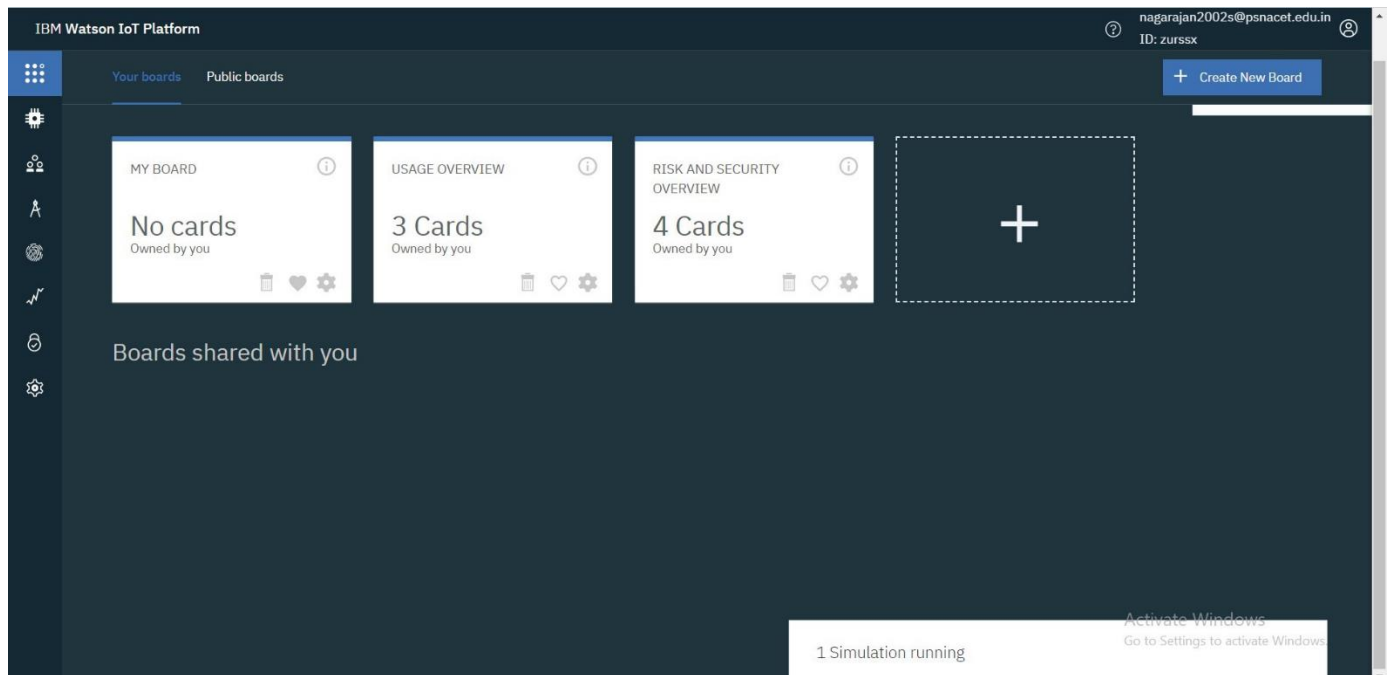 IBM Watson IoT Platform
nagarajan2002s@psnacet.edu.in
ID: zurssx
Your boards
Public boards
+ Create New Board
MY BOARD
No cards
Owned by you
USAGE OVERVIEW
3 Cards
Owned by you
RISK AND SECURITY
OVERVIEW
4 Cards
Owned by you
Boards shared with you
Activate Windows
Go to Settings to activate Windows.
1 Simulation running